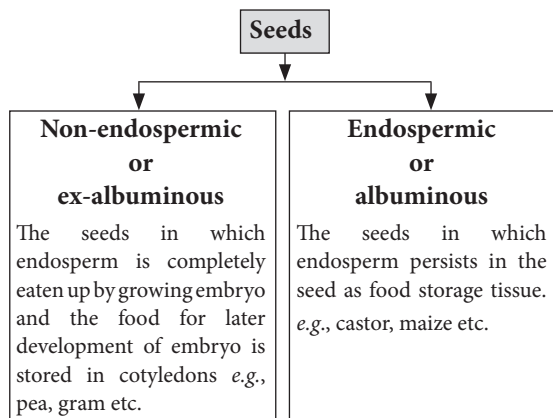 Seeds
Non-endospermic
or
ex-albuminous
The seeds in which
endosperm is completely
eaten up by growing embryo
and the food for later
development of embryo is
stored in cotyledons e.g.,
pea, gram etc.
Endospermic
or
albuminous
The seeds in which
endosperm persists in the
seed as food storage tissue.
e.g., castor, maize etc.